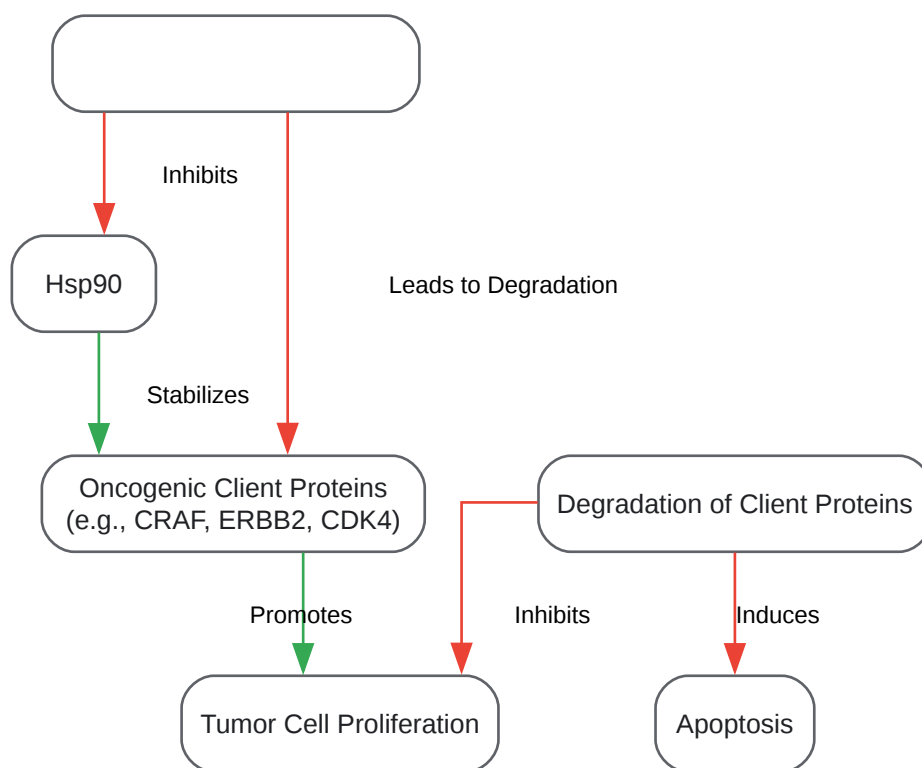 Inhibits
Hsp90
Leads to Degradation
Stabilizes
Oncogenic Client Proteins
(e.g., CRAF, ERBB2, CDK4)
Degradation of Client Proteins
Promotes
Inhibits
Induces
Tumor Cell Proliferation
Apoptosis